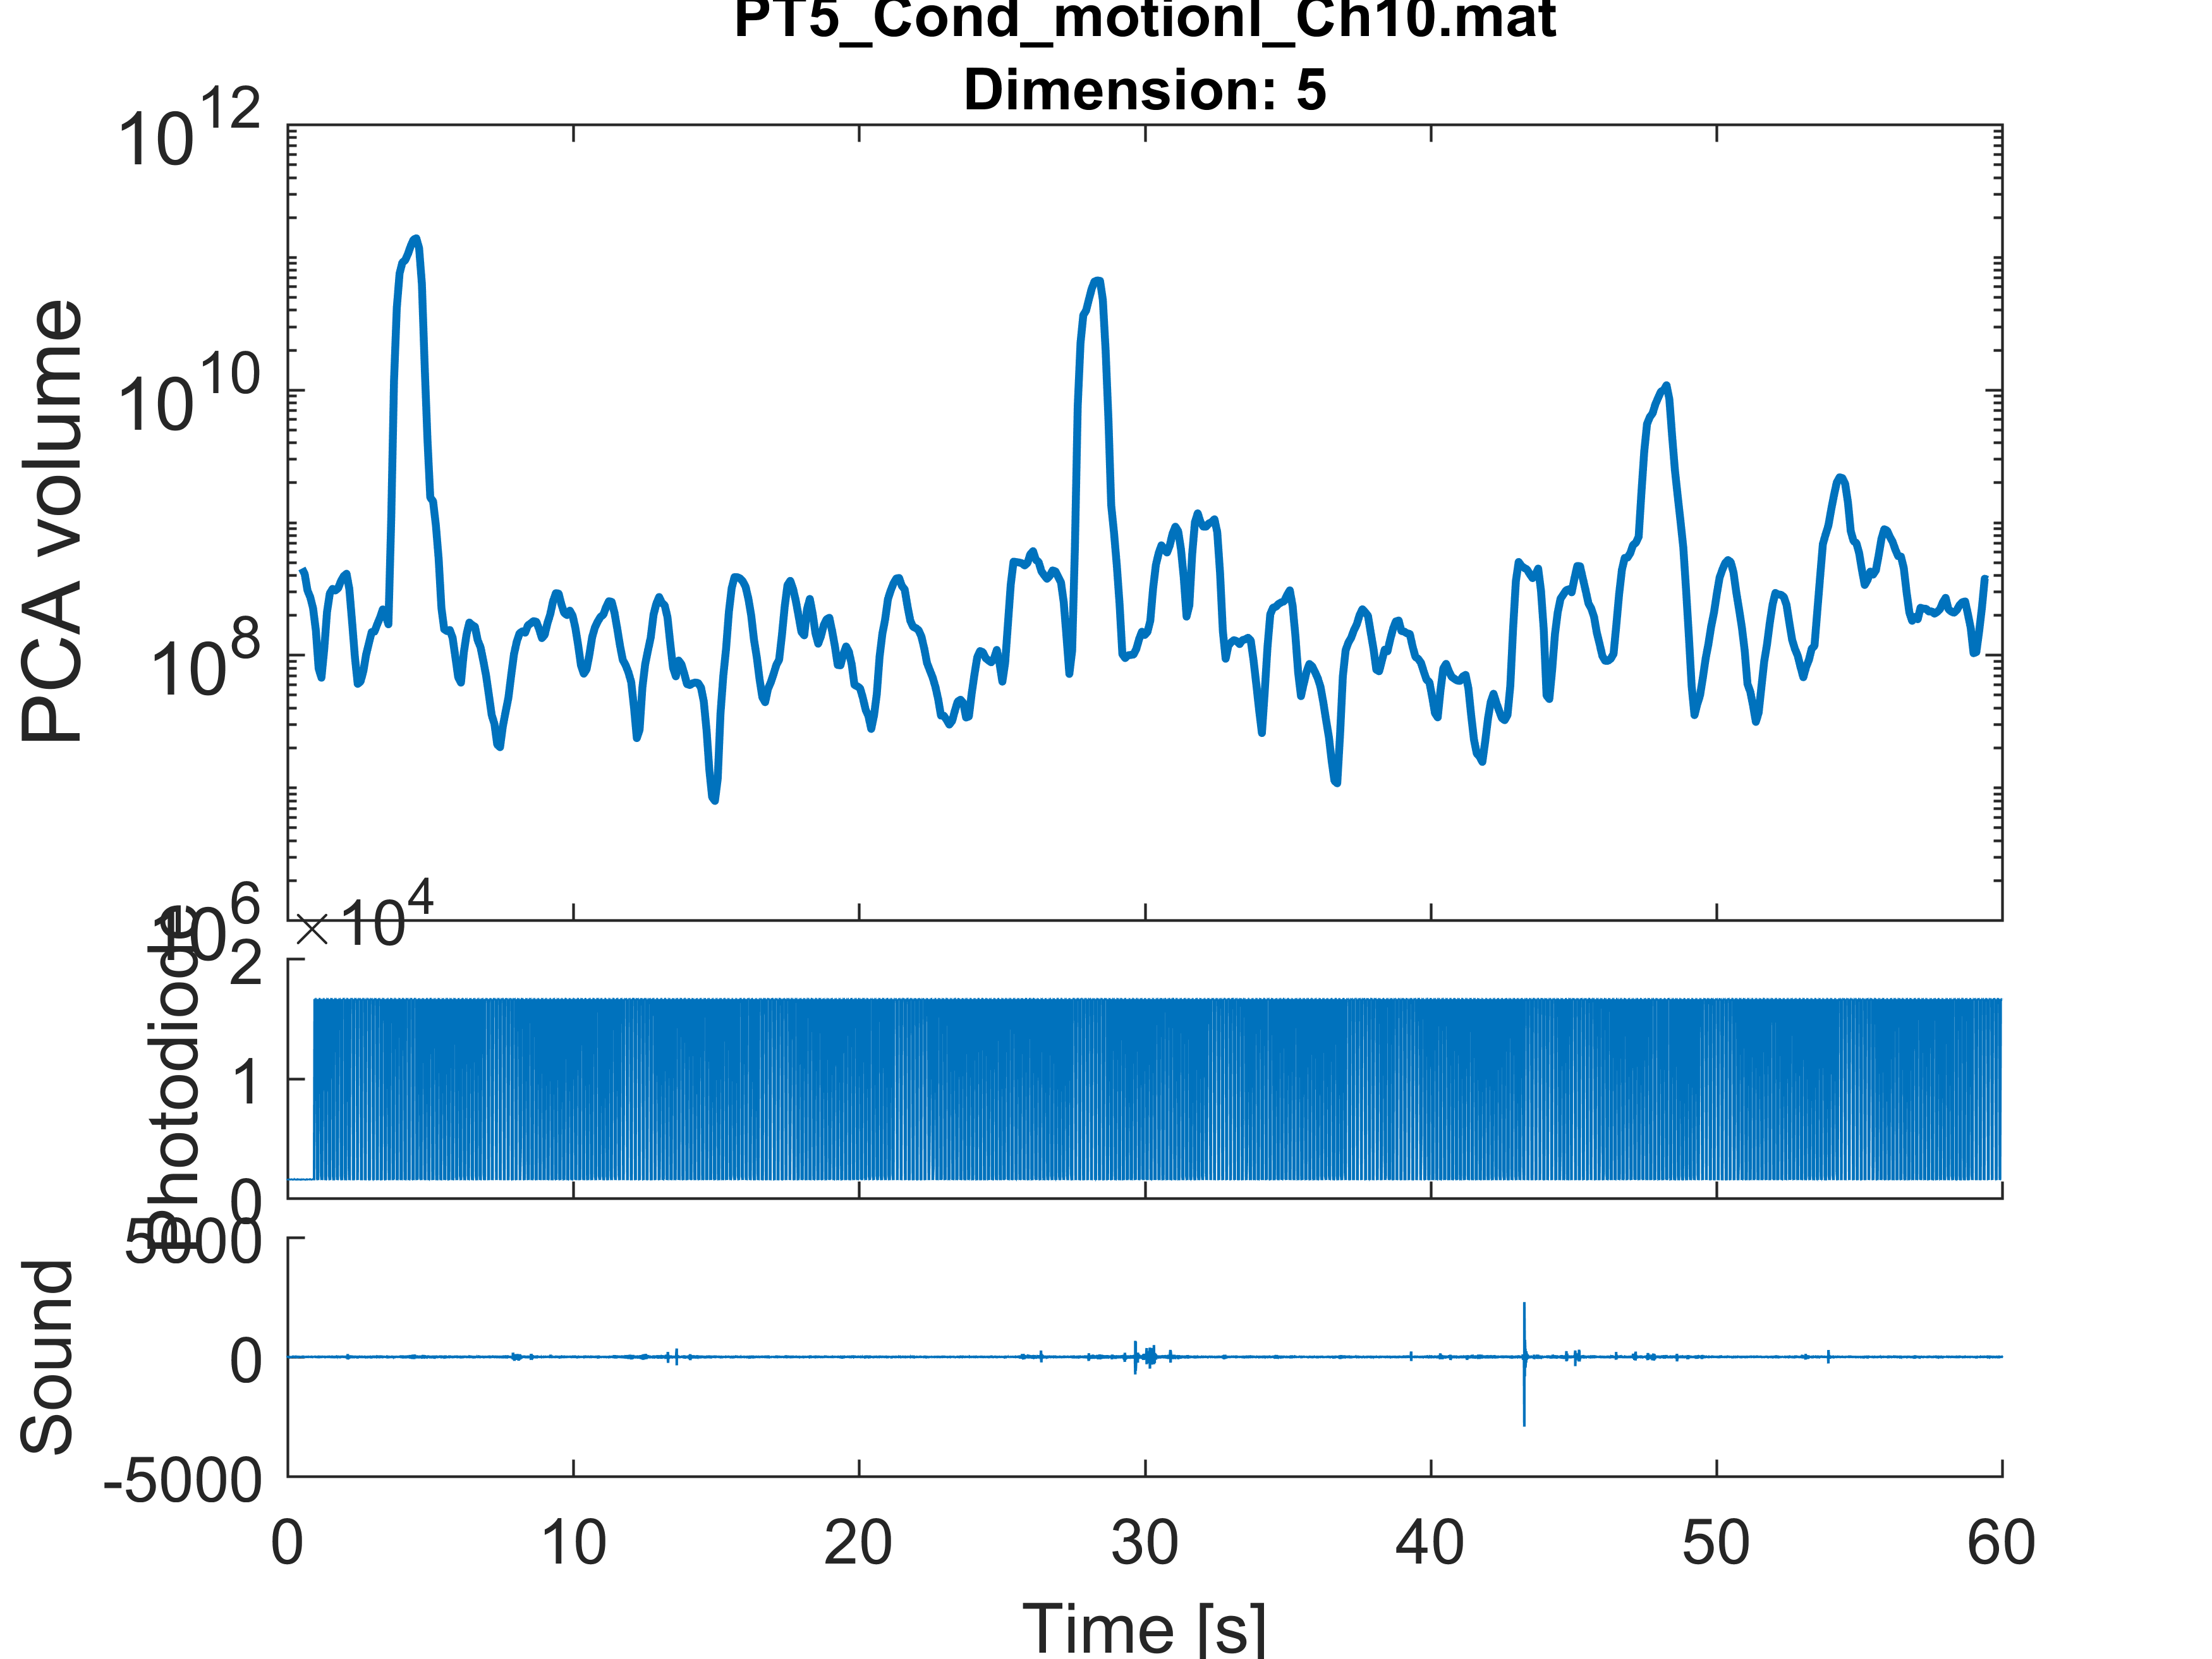 PT5_Cond_motionI_Ch10.mat
Dimension: 5
PCA volume
10^12
10^10
10^8
10^6
Photodiode
×10^4
2
1
0
Sound
5000
0
-5000
0 10 20 30 40 50 60
Time [s]